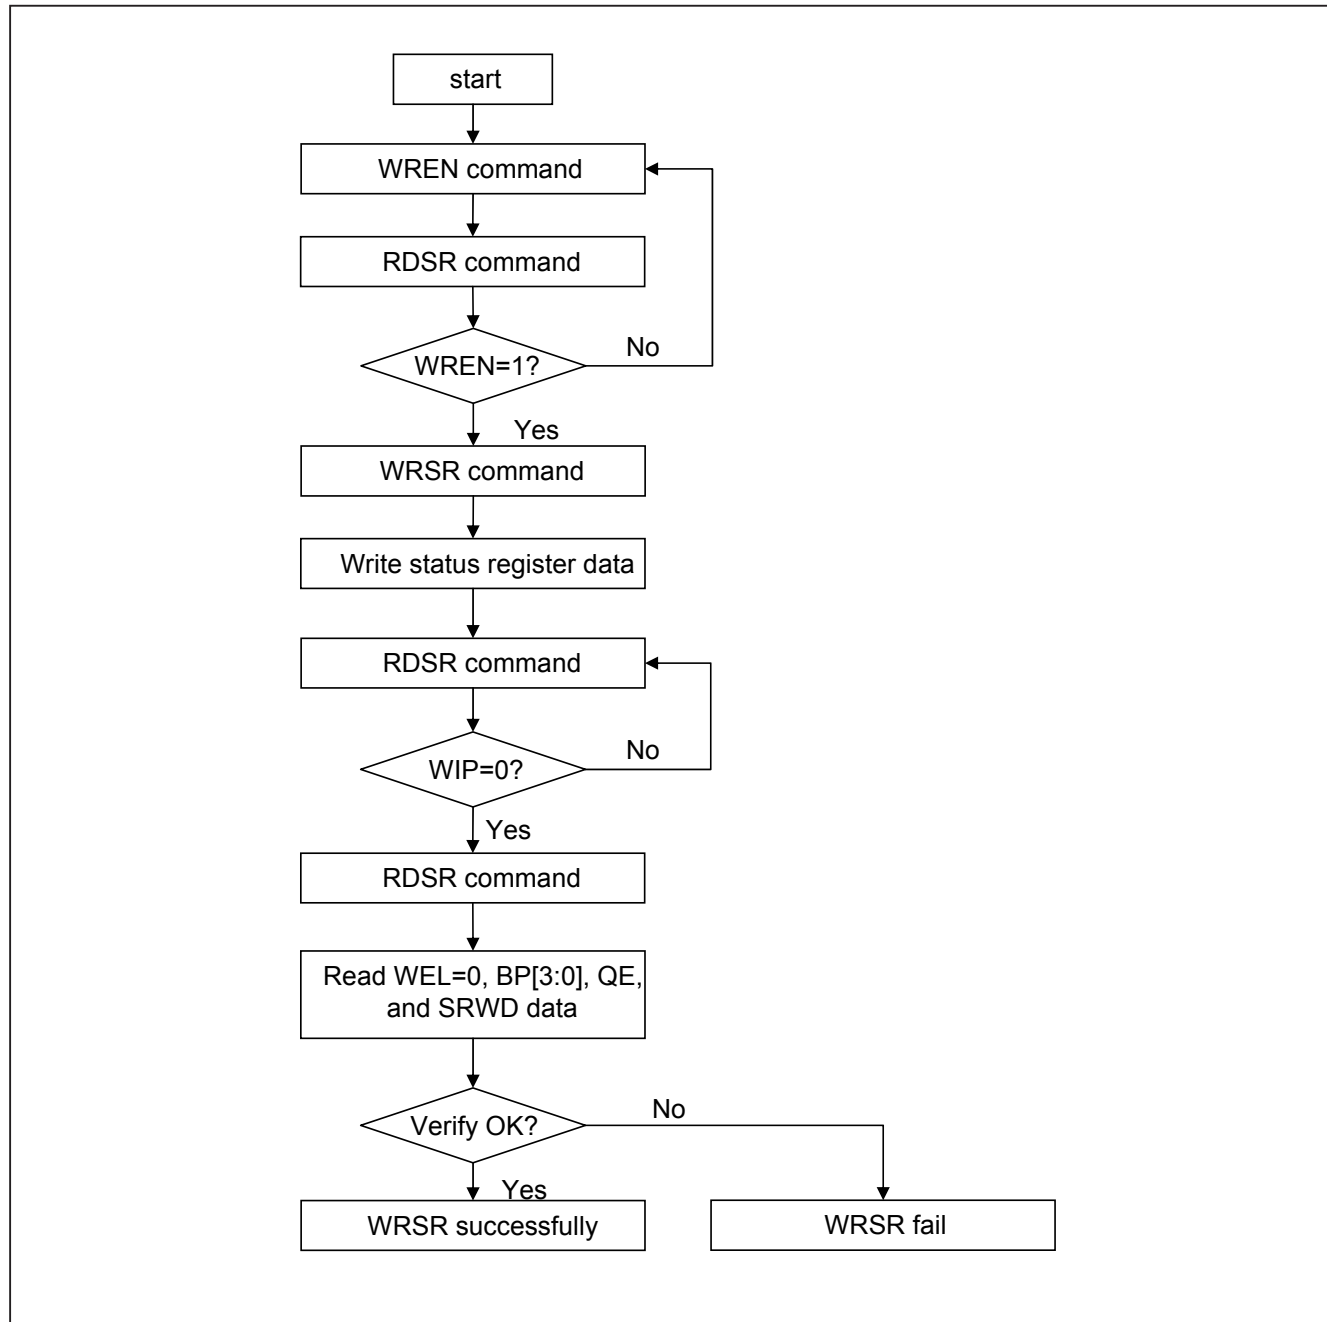 start
WREN command
RDSR command
WREN=1?
No
Yes
WRSR command
Write status register data
RDSR command
WIP=0?
No
Yes
RDSR command
Read WEL=0, BP[3:0], QE,
and SRWD data
Verify OK?
No
Yes
WRSR successfully
WRSR fail